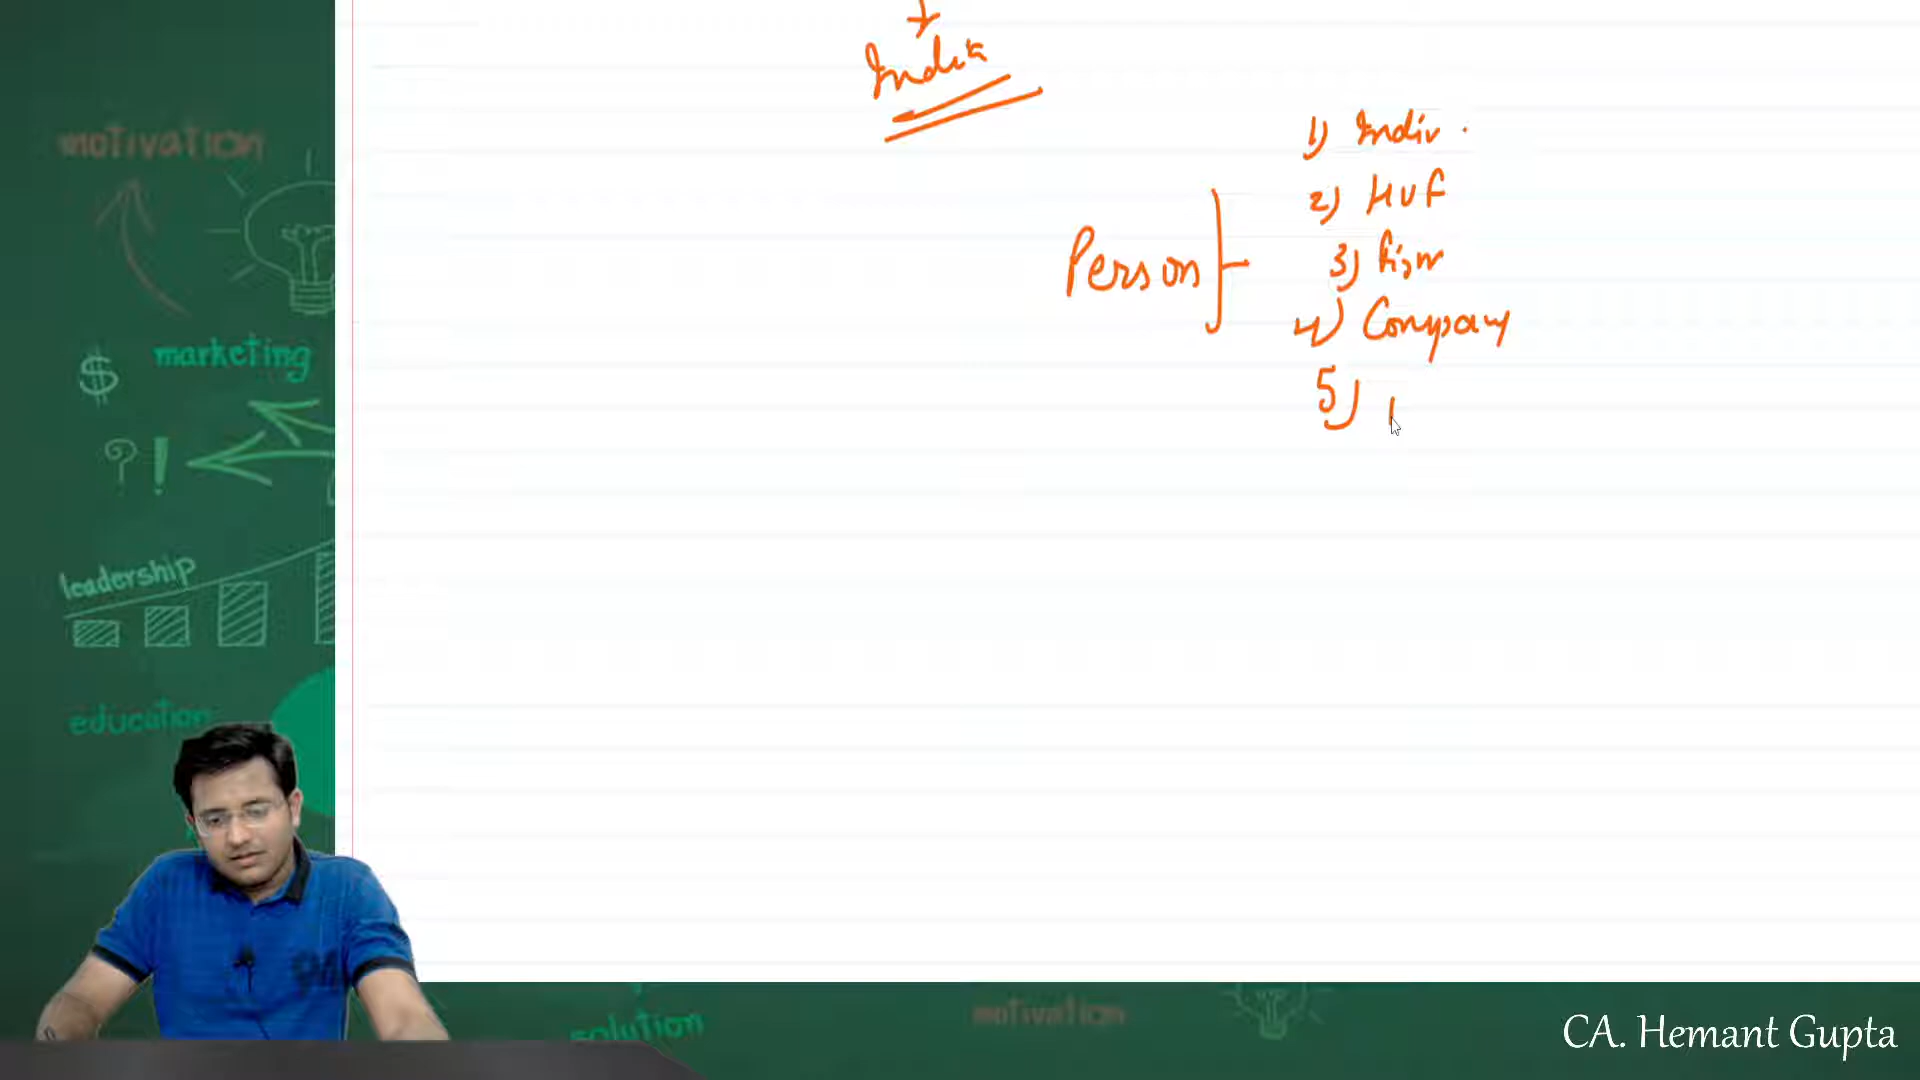 India
motivation
1) Indiv.
2) HUF
Person
3) Firm
4) Company
$ marketing
5)
? !
leadership
education
solution
motivation
CA. Hemant Gupta